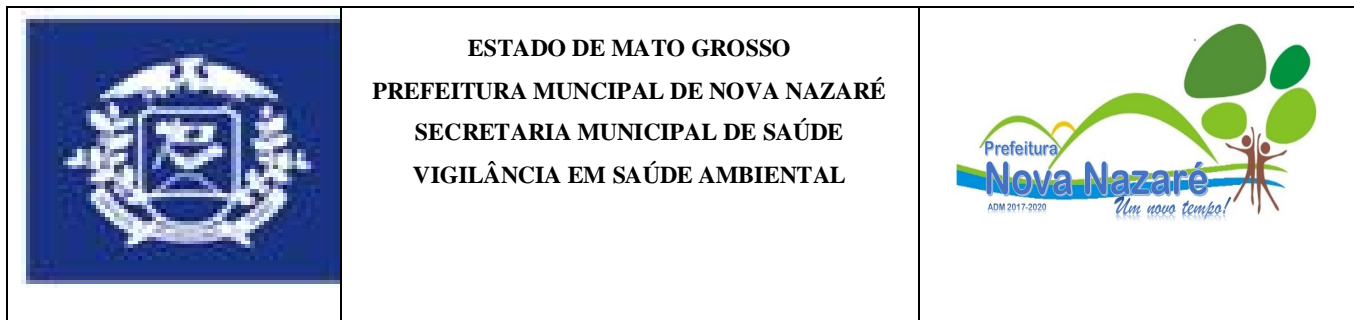 ESTADO DE MATO GROSSO
PREFEITURA MUNCIPAL DE NOVA NAZARÉ
SECRETARIA MUNICIPAL DE SAÚDE
VIGILÂNCIA EM SAÚDE AMBIENTAL
Prefeitura
Nova Nazaré
ADM 2017-2020
Um novo tempo!